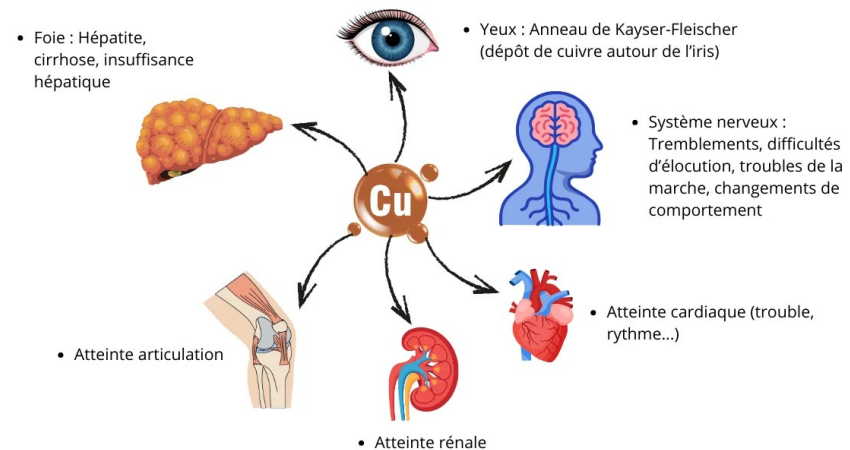 • Foie : Hépatite,
cirrhose, insuffisance
hépatique
• Yeux : Anneau de Kayser-Fleischer
(dépôt de cuivre autour de l'iris)
• Système nerveux :
Tremblements, difficultés
d'élocution, troubles de la
marche, changements de
comportement
Cu
• Atteinte cardiaque (trouble,
rythme...)
• Atteinte articulation
• Atteinte rénale